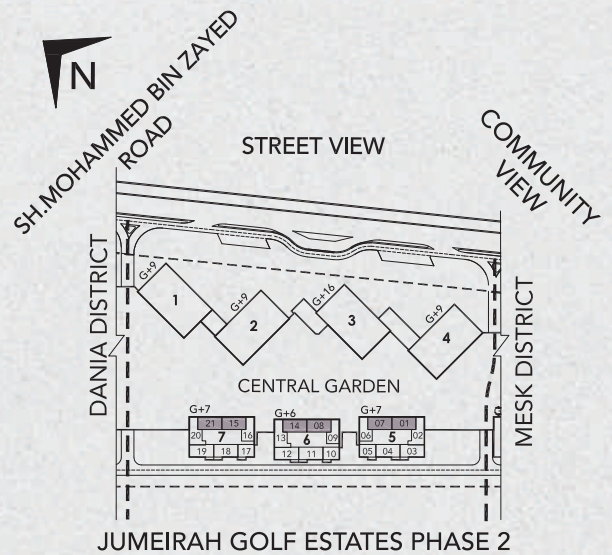 N
SH.MOHAMMED BIN ZAYED
ROAD
STREET VIEW
COMMUNITY
VIEW
DANIA DISTRICT
MESK DISTRICT
G+9
1
2
G+9
G+16
3
G+9
4
CENTRAL GARDEN
G+7
21 15
20 7 16
19 18 17
G+6
14 08
13 6 09
12 11 10
G+7
07 01
06 5 02
05 04 03
JUMEIRAH GOLF ESTATES PHASE 2